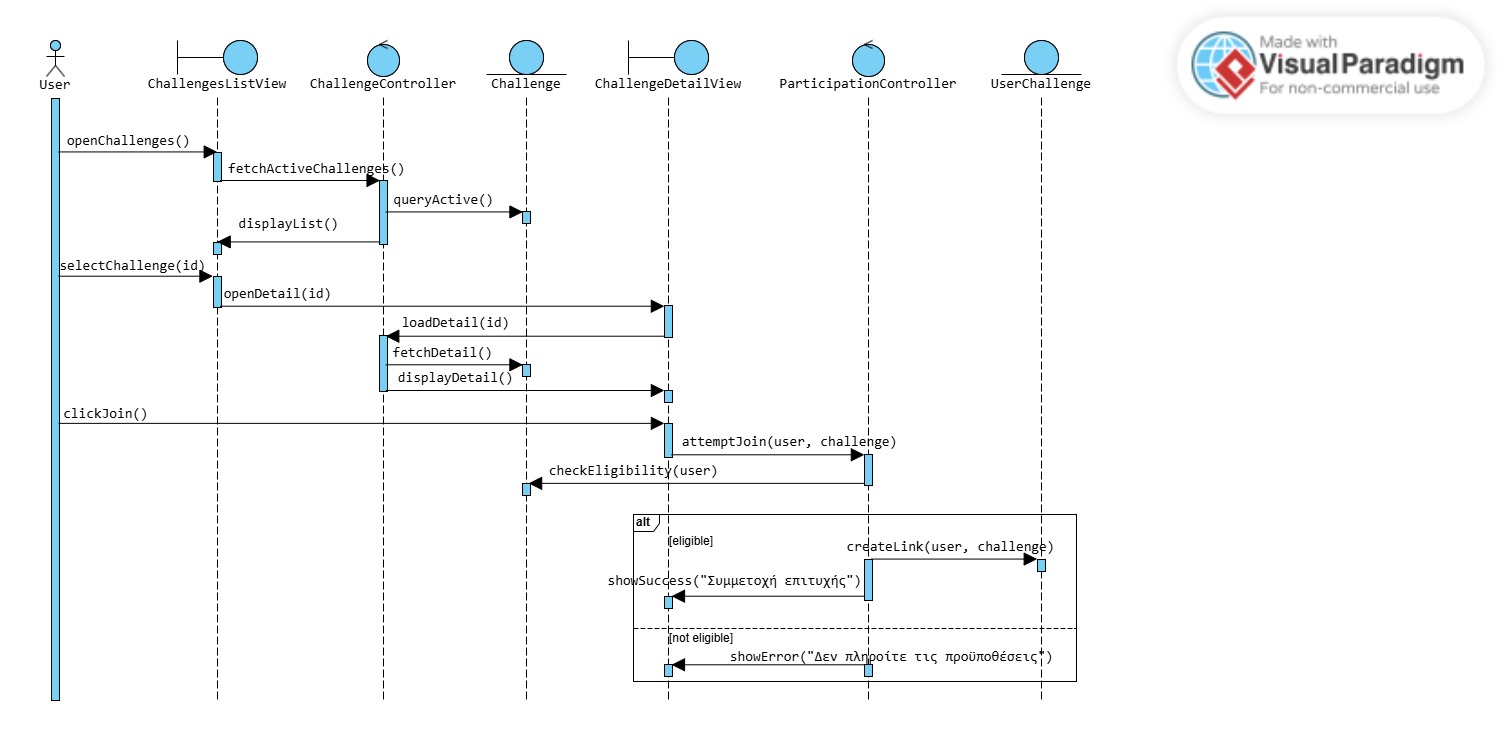 Made with
Visual Paradigm
For non-commercial use
User
ChallengesListView
ChallengeController
Challenge
ChallengeDetailView
ParticipationController
UserChallenge
openChallenges()
fetchActiveChallenges()
queryActive()
displayList()
selectChallenge(id)
openDetail(id)
loadDetail(id)
fetchDetail()
displayDetail()
clickJoin()
attemptJoin(user, challenge)
checkEligibility(user)
alt
[eligible]
createLink(user, challenge)
showSuccess("Συμμετοχή επιτυχής")
[not eligible]
showError("Δεν πληροίτε τις προϋποθέσεις")